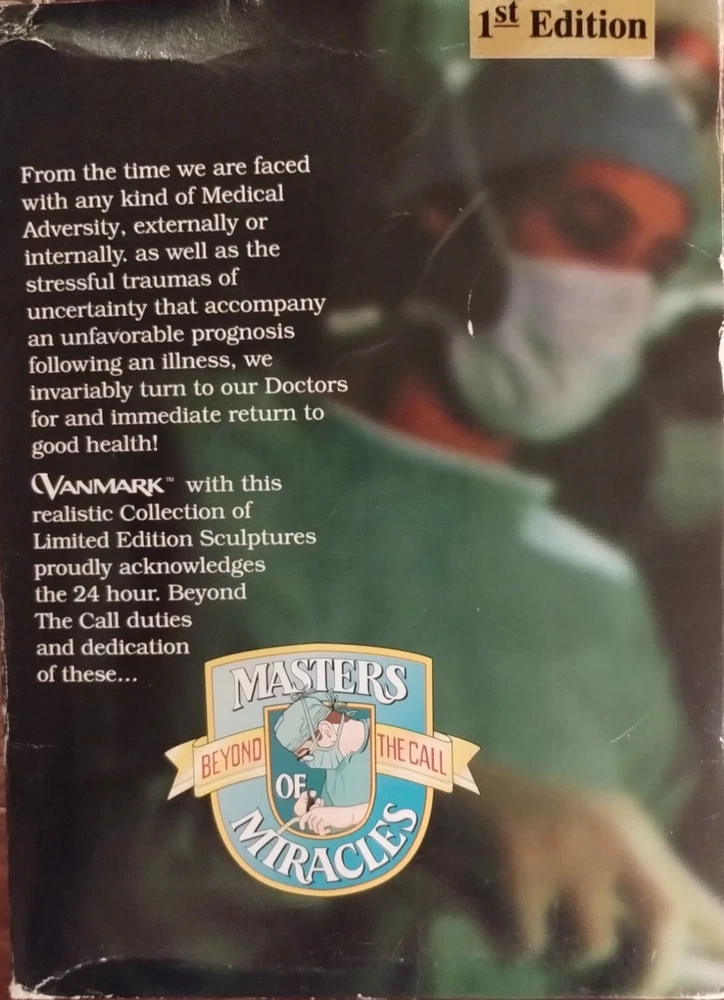 1st Edition
From the time we are faced
with any kind of Medical
Adversity, externally or
internally. as well as the
stressful traumas of
uncertainty that accompany
an unfavorable prognosis
following an illness, we
invariably turn to our Doctors
for and immediate return to
good health!
VANMARK™ with this
realistic Collection of
Limited Edition Sculptures
proudly acknowledges
the 24 hour. Beyond
The Call duties
and dedication
of these...
MASTERS
BEYOND THE CALL
OF
MIRACLES